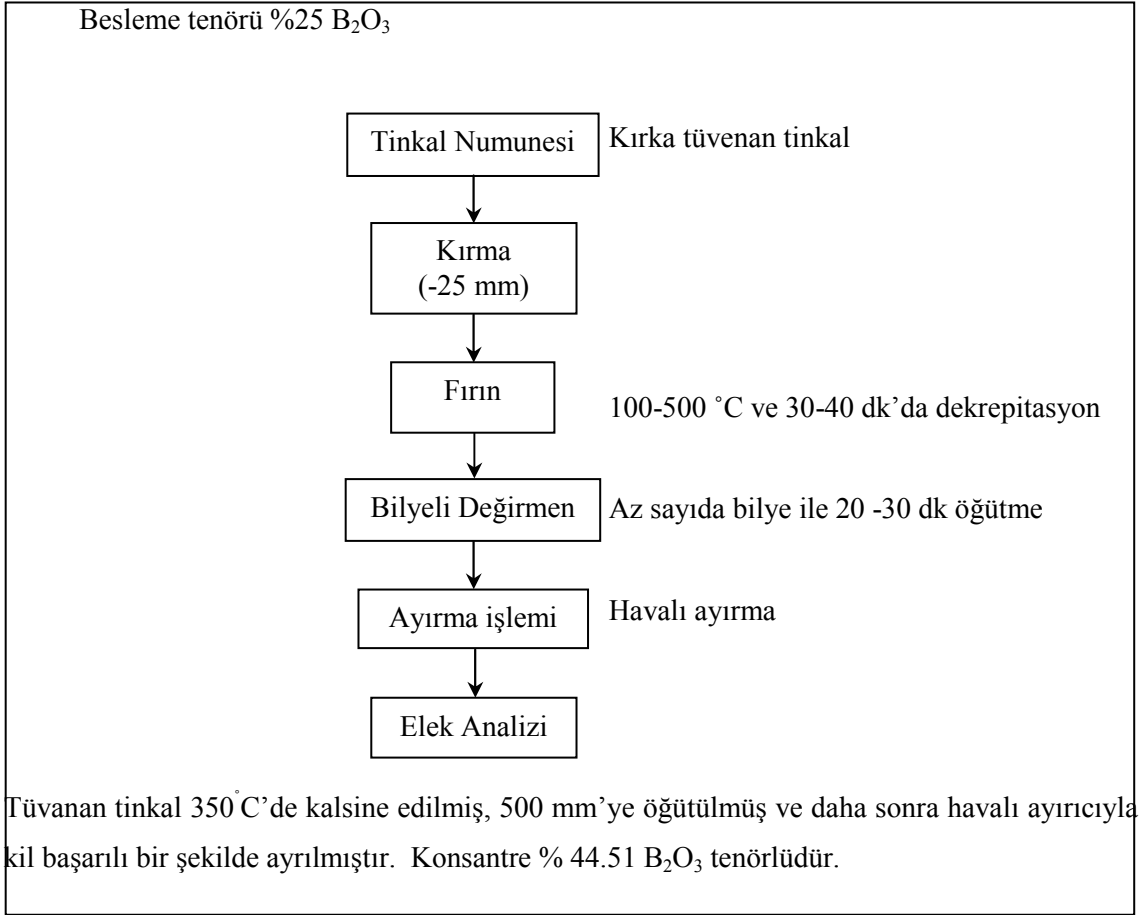 Besleme tenörü %25 B₂O₃
Tinkal Numunesi
Kırka tüvenan tinkal
Kırma
(-25 mm)
Fırın
100-500 ˚C ve 30-40 dk’da dekrepitasyon
Bilyeli Değirmen
Az sayıda bilye ile 20 -30 dk öğütme
Ayırma işlemi
Havalı ayırma
Elek Analizi
Tüvanan tinkal 350˚C’de kalsine edilmiş, 500 mm’ye öğütülmüş ve daha sonra havalı ayırıcıyla
kil başarılı bir şekilde ayrılmıştır. Konsantre % 44.51 B₂O₃ tenörlüdür.